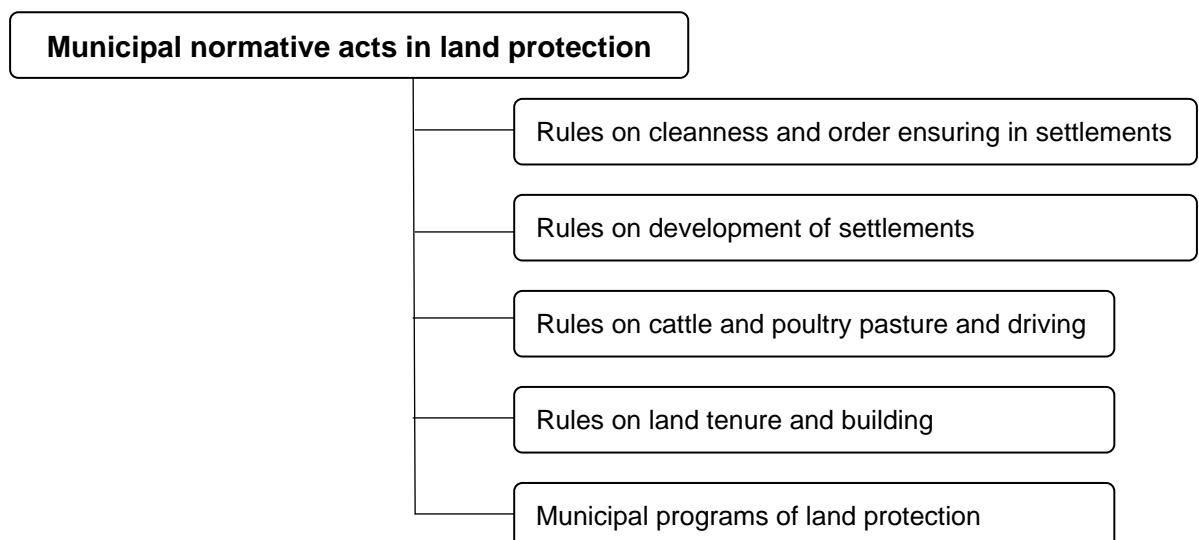 Municipal normative acts in land protection
Rules on cleanness and order ensuring in settlements
Rules on development of settlements
Rules on cattle and poultry pasture and driving
Rules on land tenure and building
Municipal programs of land protection